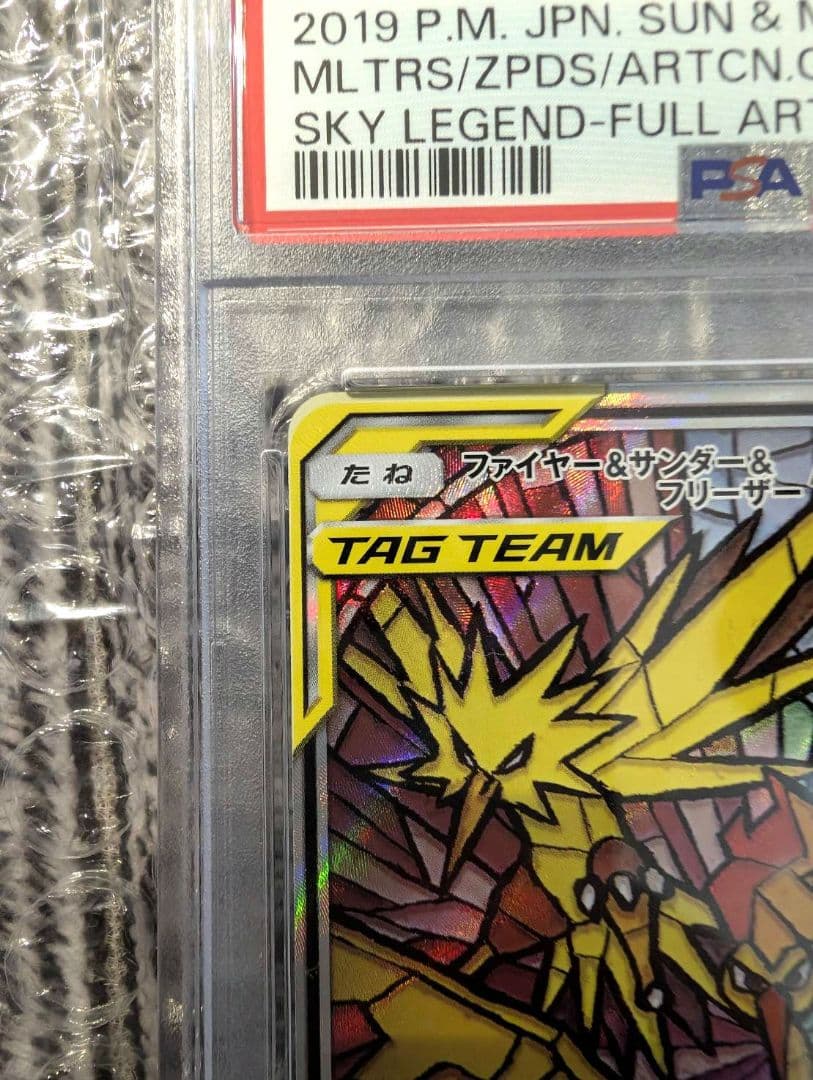 2019 P.M. JPN. SUN &
MLTRS/ZPDS/ARTCN.
SKY LEGEND-FULL ART
PSA
たね
ファイヤー&サンダー&
フリーザー
TAG TEAM